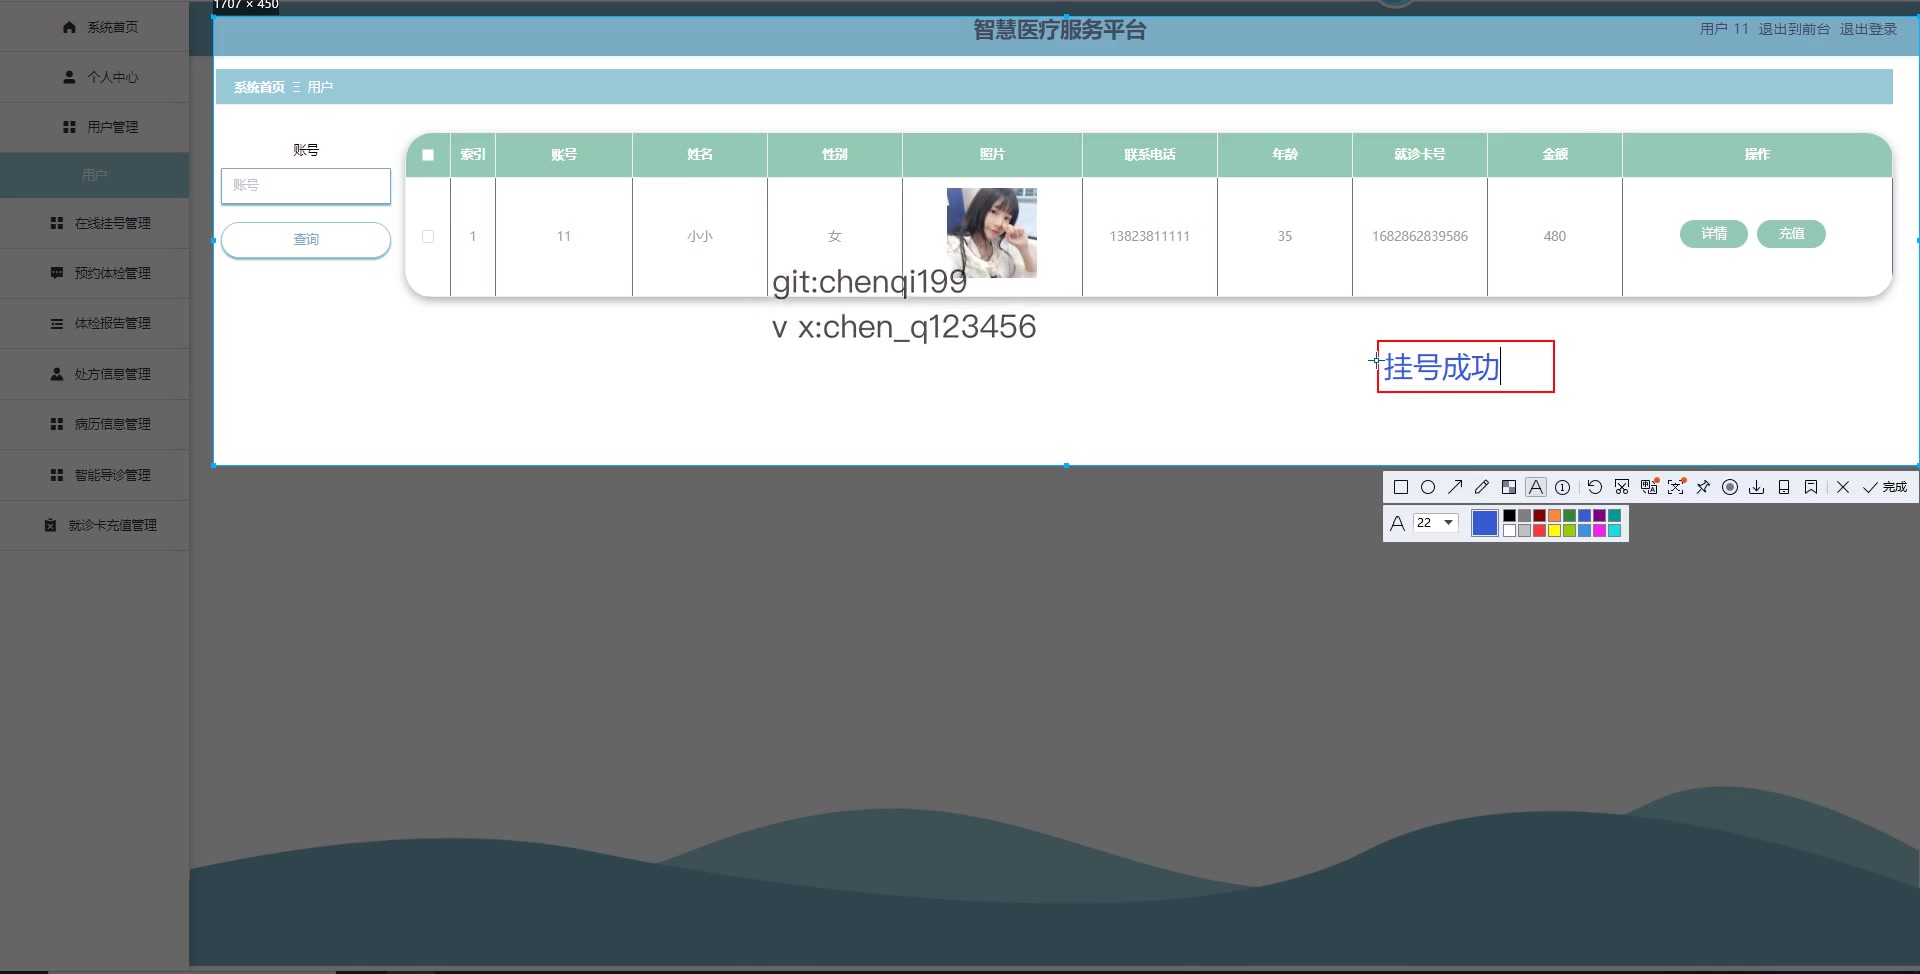 1707 × 450
智慧医疗服务平台
用户 11 退出到前台 退出登录
系统首页
个人中心
用户管理
用户
在线挂号管理
预约体检管理
体检报告管理
处方信息管理
病历信息管理
智能导诊管理
就诊卡充值管理
系统首页 Ξ 用户
账号
账号
查询
索引 账号 姓名 性别 照片 联系电话 年龄 就诊卡号 金额 操作
1 11 小小 女 13823811111 35 1682862839586 480 详情 充值
git:chenqi199
v x:chen_q123456
挂号成功
完成
A 22